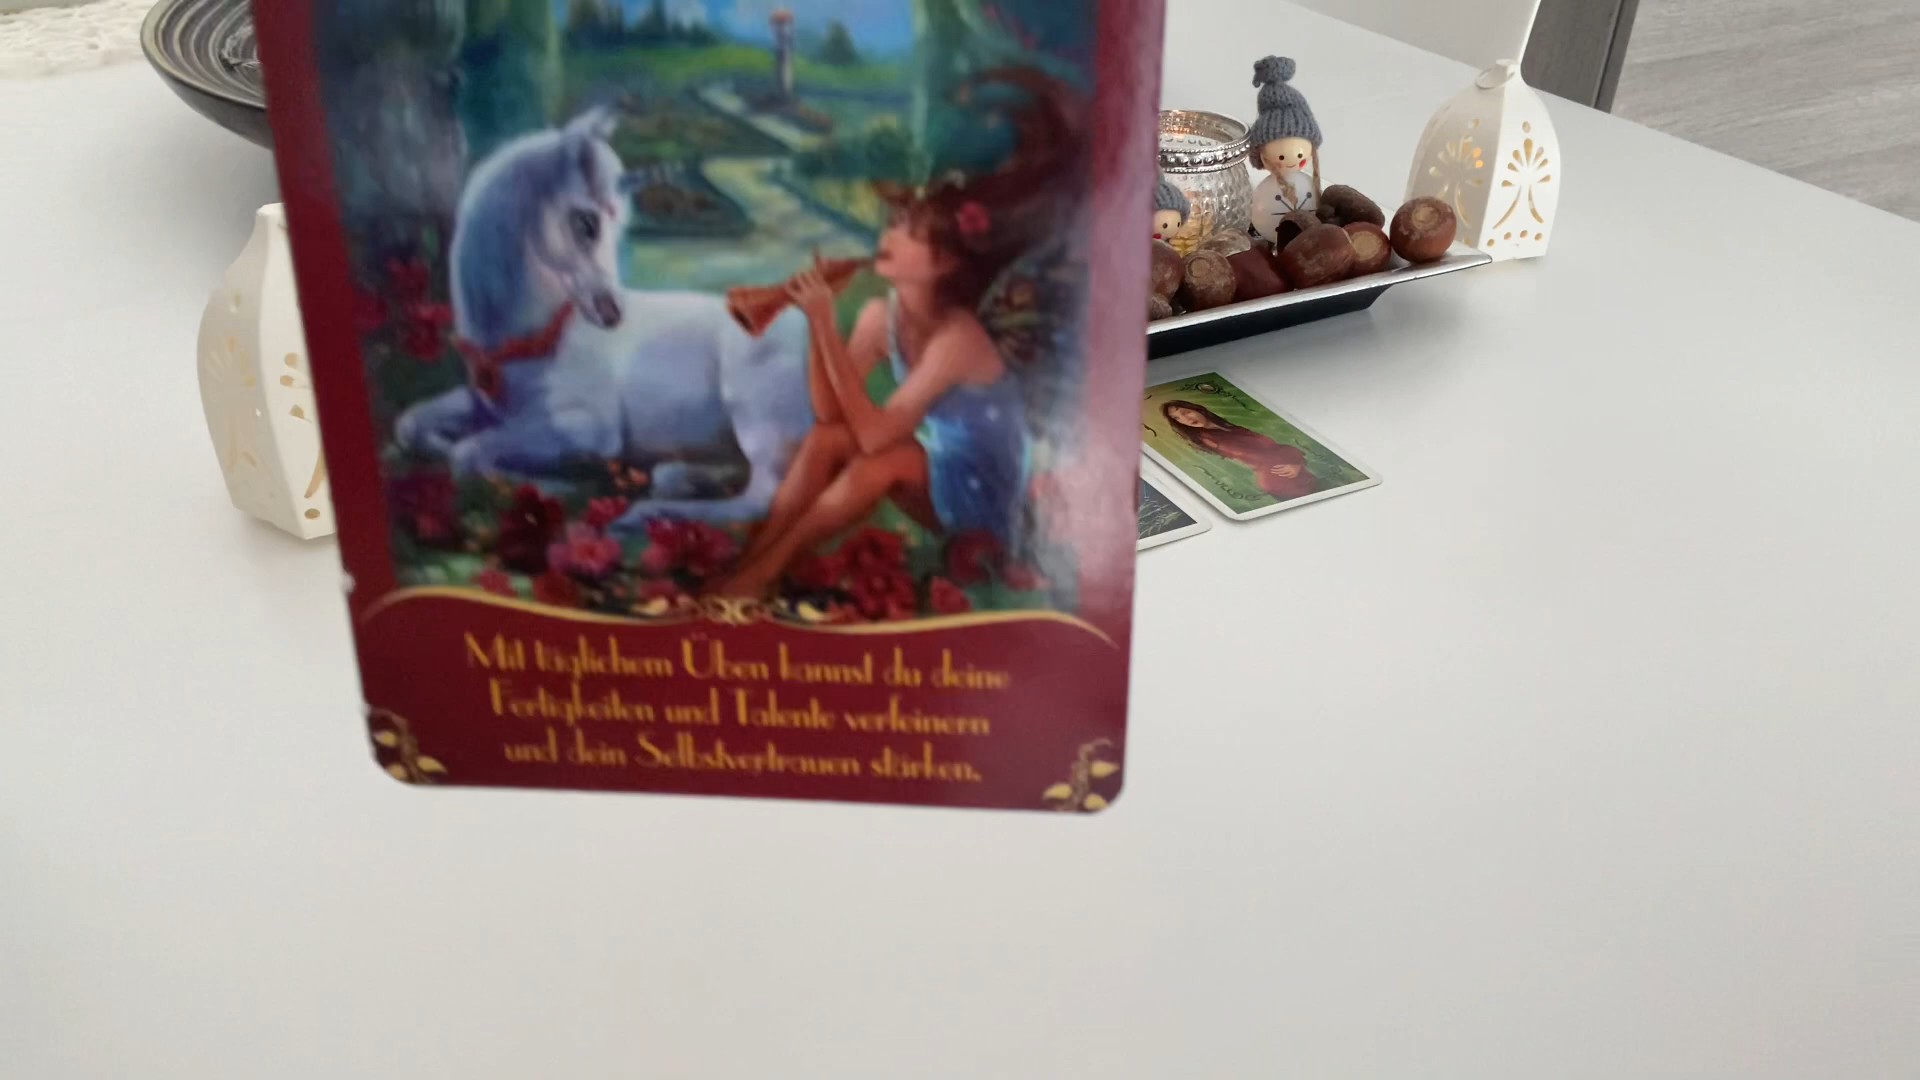 Mit täglichem Üben kannst du deine
Fertigkeiten und Talente verfeinern
und dein Selbstvertrauen stärken.